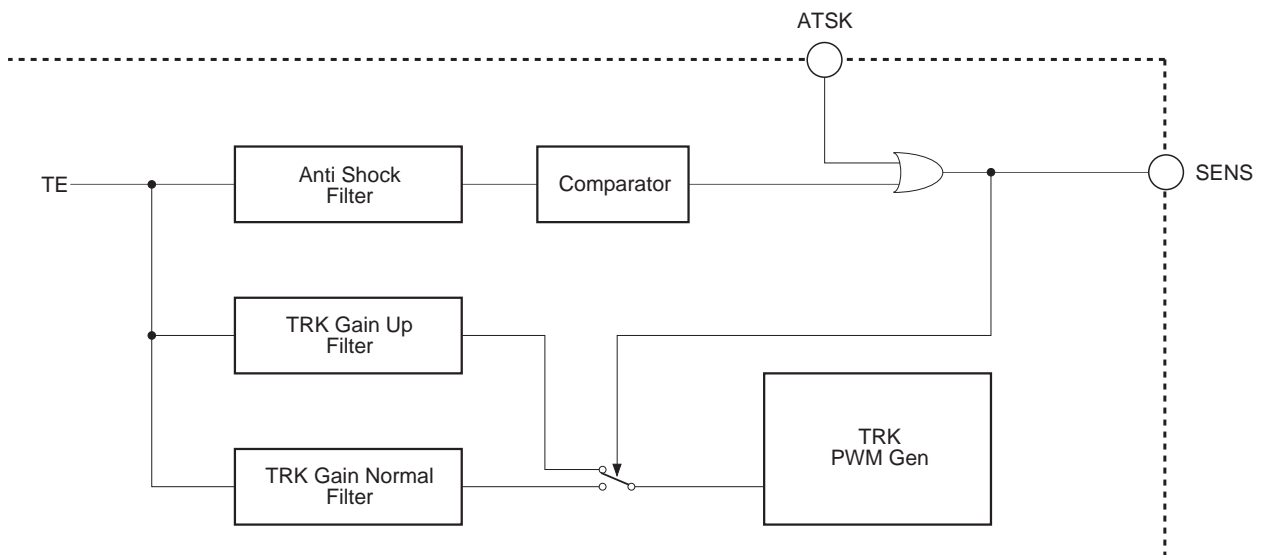 ATSK
TE
Anti Shock
Filter
Comparator
SENS
TRK Gain Up
Filter
TRK Gain Normal
Filter
TRK
PWM Gen